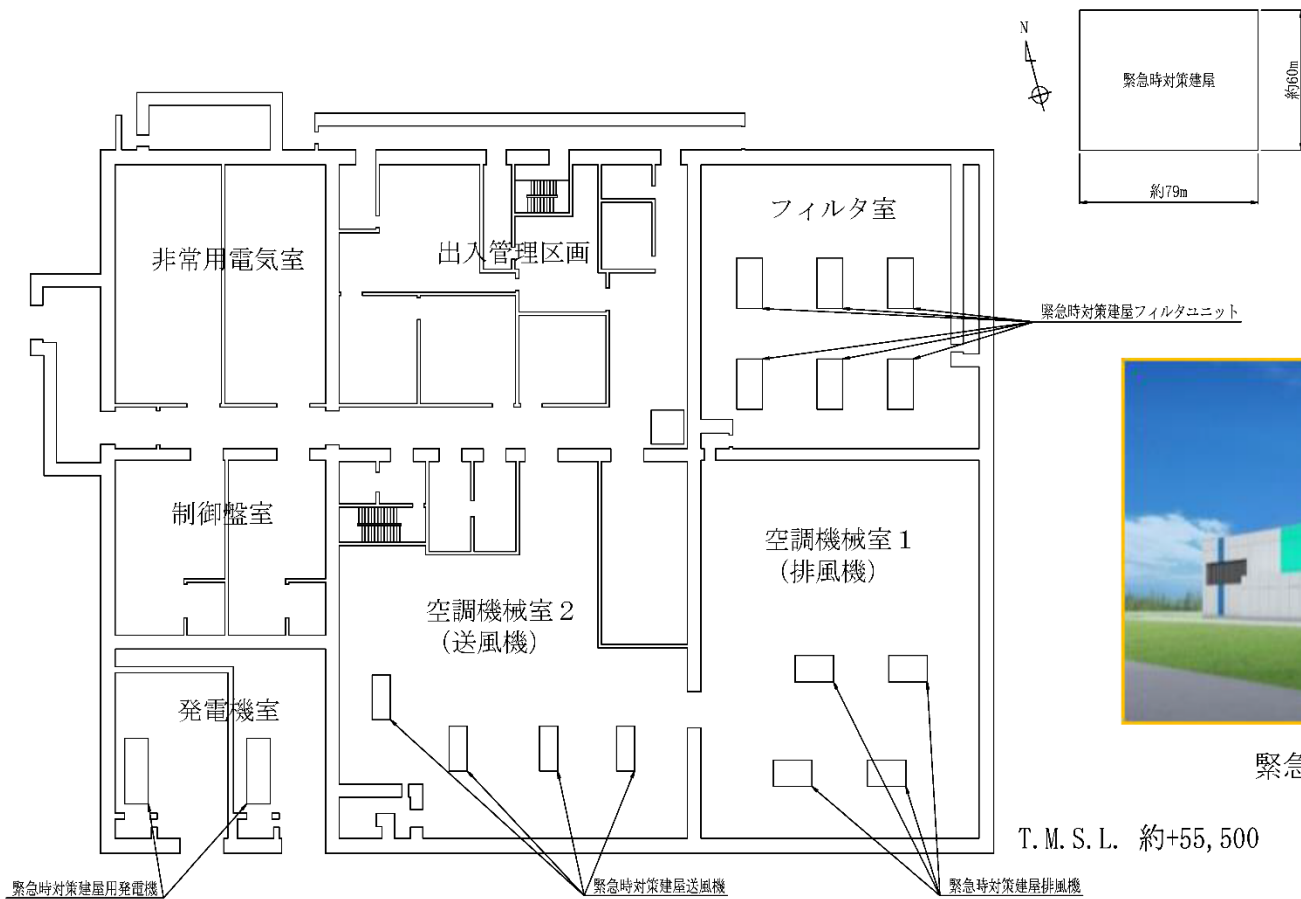 N
緊急時対策建屋
約60m
約79m
フィルタ室
非常用電気室
出入管理区画
緊急時対策建屋フィルタユニット
制御盤室
空調機械室1
(排風機)
空調機械室2
(送風機)
発電機室
緊急
T.M.S.L. 約+55,500
緊急時対策建屋用発電機
緊急時対策建屋送風機
緊急時対策建屋排風機